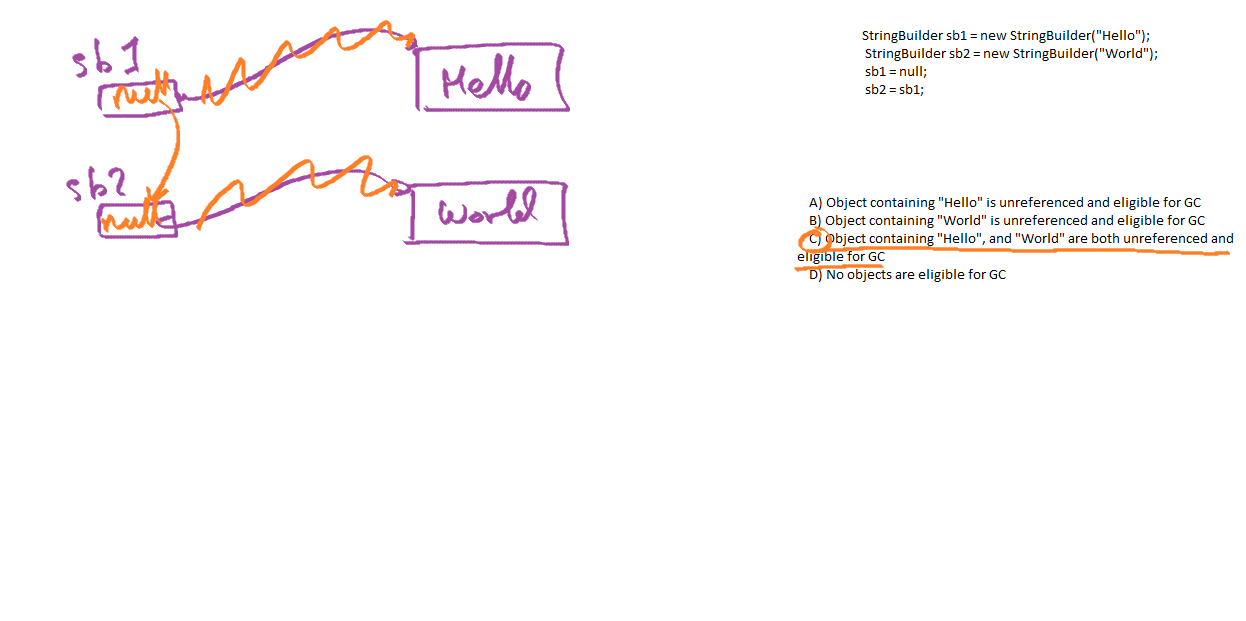 sb1
null
Hello
sb2
null
World
StringBuilder sb1 = new StringBuilder("Hello");
StringBuilder sb2 = new StringBuilder("World");
sb1 = null;
sb2 = sb1;
A) Object containing "Hello" is unreferenced and eligible for GC
B) Object containing "World" is unreferenced and eligible for GC
C) Object containing "Hello", and "World" are both unreferenced and
eligible for GC
D) No objects are eligible for GC